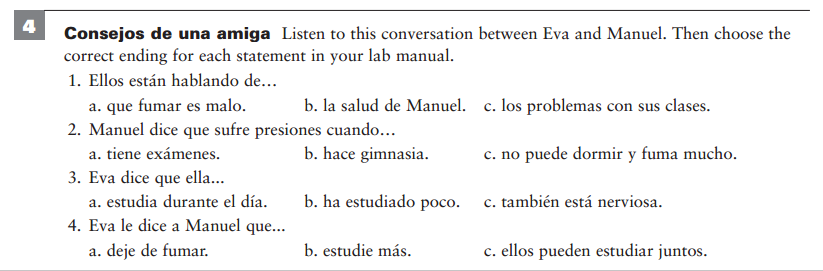 4
Consejos de una amiga Listen to this conversation between Eva and Manuel. Then choose the
correct ending for each statement in your lab manual.
1. Ellos están hablando de…
a. que fumar es malo. b. la salud de Manuel. c. los problemas con sus clases.
2. Manuel dice que sufre presiones cuando…
a. tiene exámenes. b. hace gimnasia. c. no puede dormir y fuma mucho.
3. Eva dice que ella...
a. estudia durante el día. b. ha estudiado poco. c. también está nerviosa.
4. Eva le dice a Manuel que...
a. deje de fumar. b. estudie más. c. ellos pueden estudiar juntos.